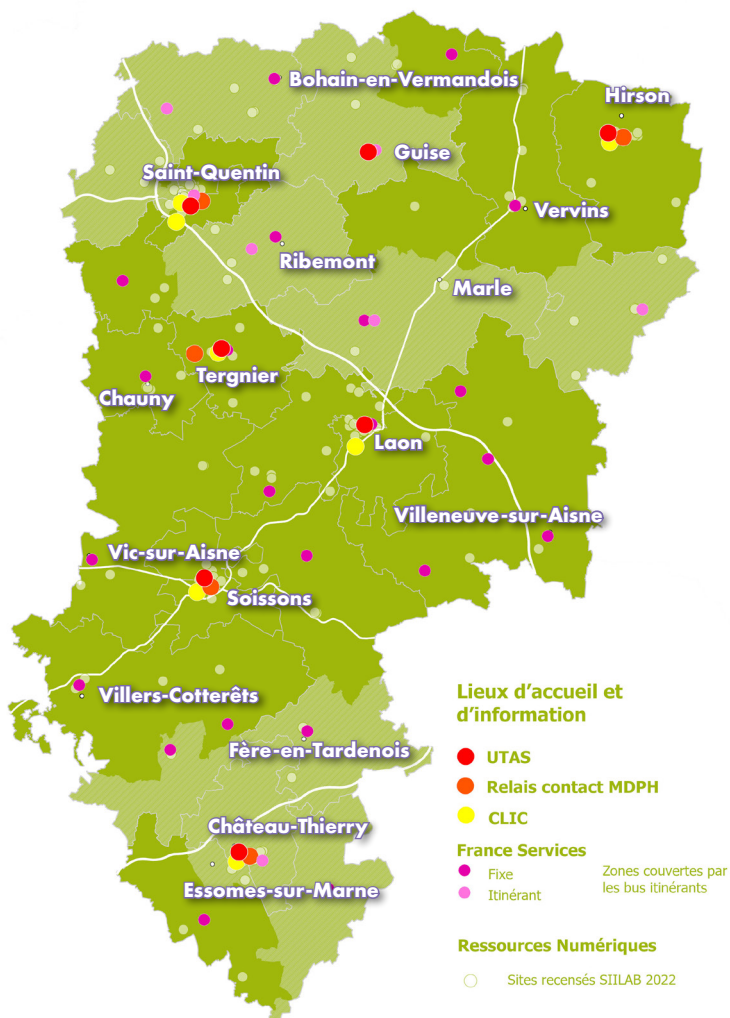 Bohain-en-Vermandois
Hirson
Guise
Saint-Quentin
Vervins
Ribemont
Marle
Tergnier
Chauny
Laon
Villeneuve-sur-Aisne
Vic-sur-Aisne
Soissons
Villers-Cotterêts
Fère-en-Tardenois
Château-Thierry
Essomes-sur-Marne
Lieux d'accueil et
d'information
UTAS
Relais contact MDPH
CLIC
France Services
Fixe
Itinérant
Zones couvertes par
les bus itinérants
Ressources Numériques
Sites recensés SIILAB 2022